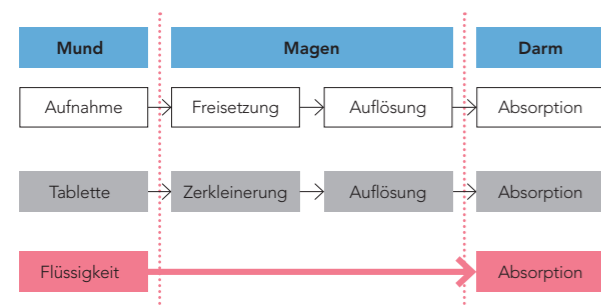 Mund Magen Darm
Aufnahme Freisetzung Auflösung Absorption
Tablette Zerkleinerung Auflösung Absorption
Flüssigkeit Absorption